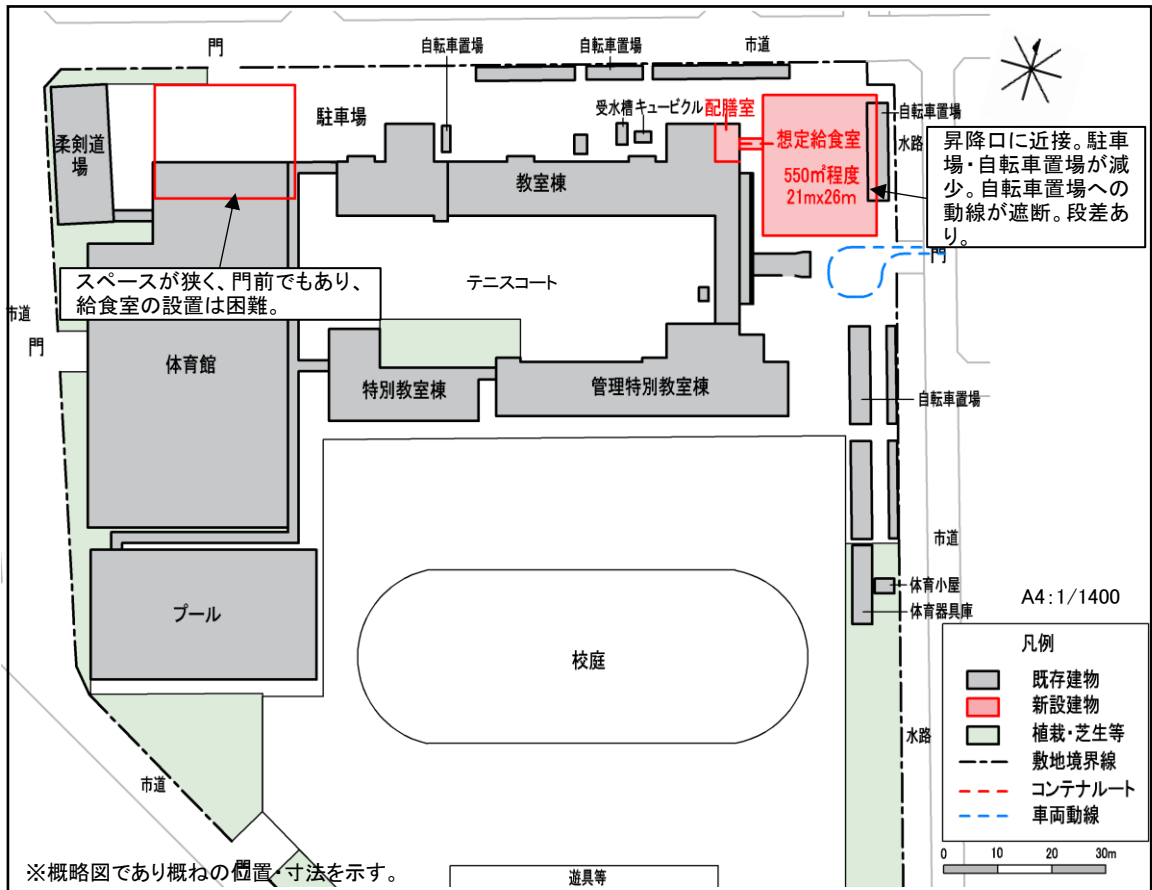 門
自転車置場
自転車置場
市道
柔剣道
場
駐車場
受水槽
キュービクル
配膳室
想定給食室
550㎡程度
21mx26m
自転車置場
水路
昇降口に近接。駐車
場・自転車置場が減
少。自転車置場への
動線が遮断。段差あ
り。
門
教室棟
スペースが狭く、門前でもあり、
給食室の設置は困難。
テニスコート
市道
門
体育館
特別教室棟
管理特別教室棟
自転車置場
市道
体育小屋
体育器具庫
プール
校庭
水路
市道
門
※概略図であり概ねの位置・寸法を示す。
遊具等
A4:1/1400
凡例
既存建物
新設建物
植栽・芝生等
敷地境界線
コンテナルート
車両動線
0 10 20 30m